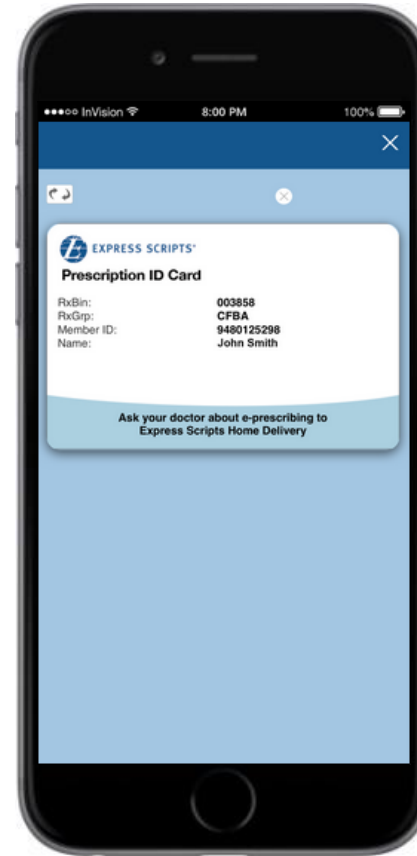 InVision 8:00 PM 100%
EXPRESS SCRIPTS®
Prescription ID Card
RxBin: 003858
RxGrp: CFBA
Member ID: 9480125298
Name: John Smith
Ask your doctor about e-prescribing to
Express Scripts Home Delivery